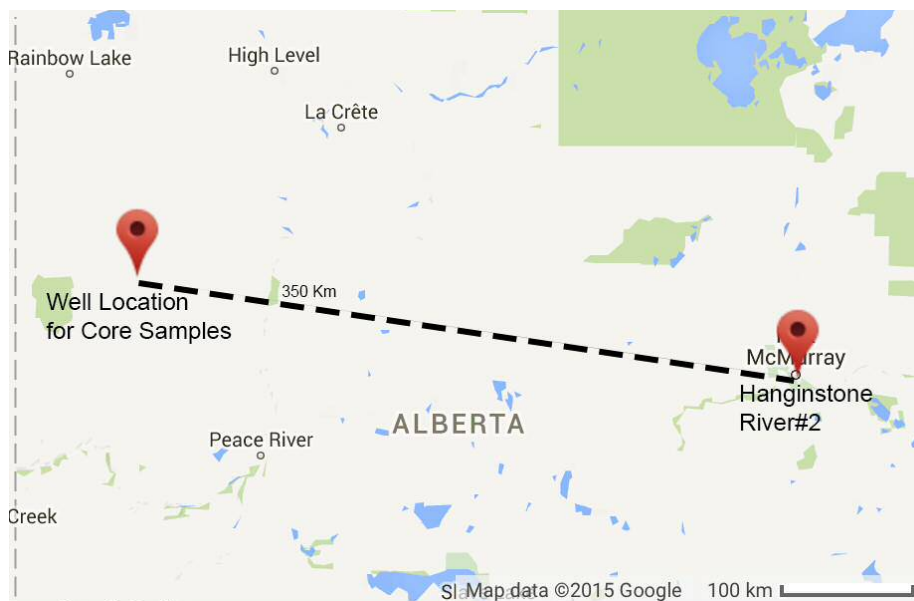 Rainbow Lake
High Level
La Crête
350 Km
Well Location
for Core Samples
McMurray
Hanginstone
River#2
ALBERTA
Peace River
Creek
Map data ©2015 Google
100 km